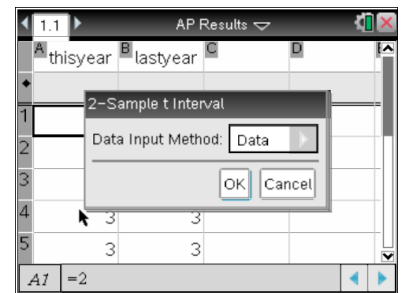 1.1 AP Results
A thisyear B lastyear C D
1
2-Sample t Interval
Data Input Method: Data
2
3
OK Cancel
4 3 3
5 3 3
A1 =2